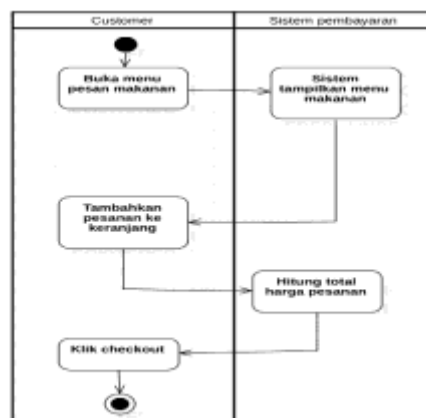 Customer
Sistem pembayaran
Buka menu
pesan makanan
Sistem
tampilkan menu
makanan
Tambahkan
pesanan ke
keranjang
Hitung total
harga pesanan
Klik checkout